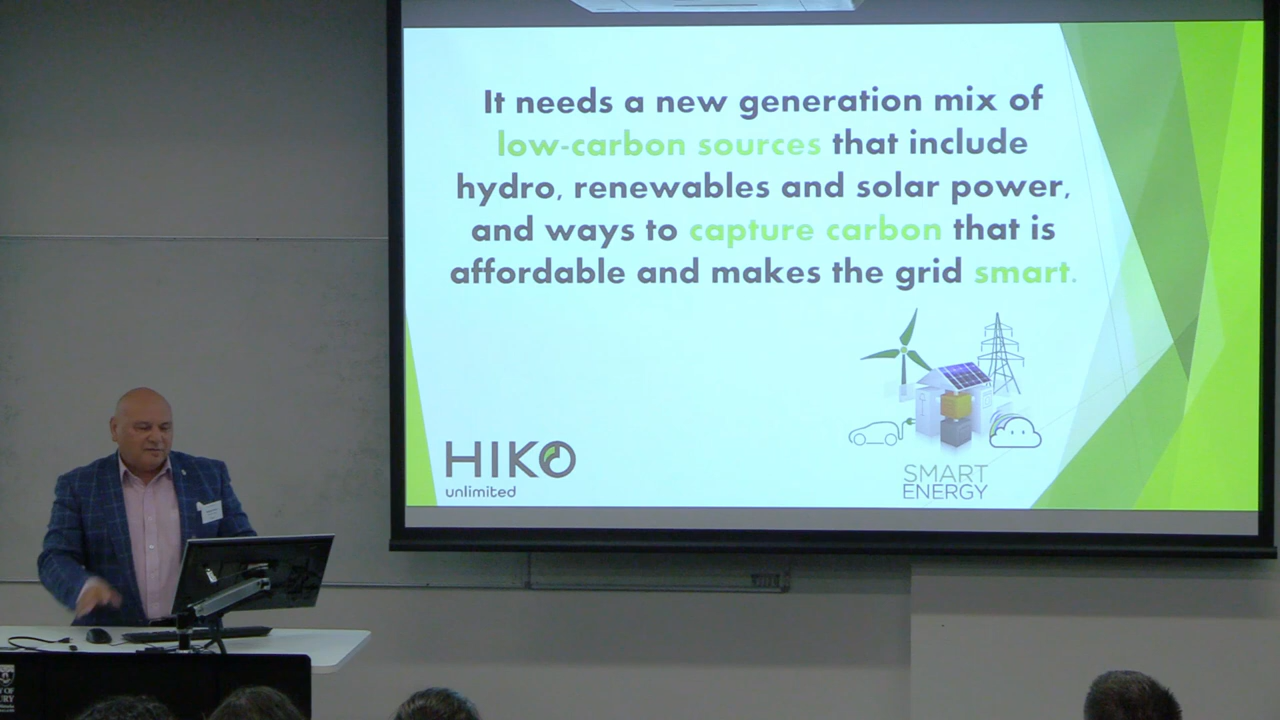 It needs a new generation mix of
low-carbon sources that include
hydro, renewables and solar power,
and ways to capture carbon that is
affordable and makes the grid smart.
HIKO
unlimited
SMART
ENERGY